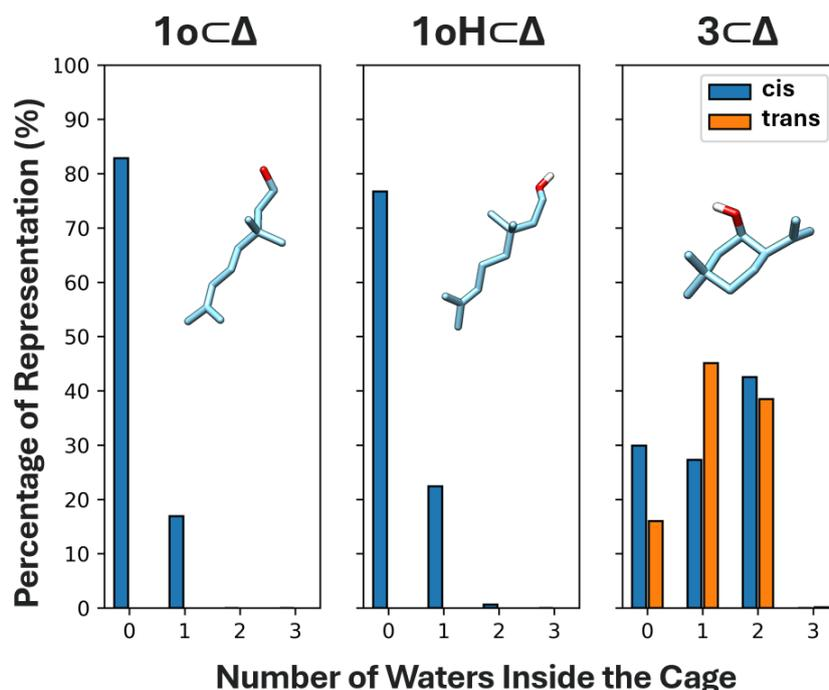 1o⊂Δ
1oH⊂Δ
3⊂Δ
Percentage of Representation (%)
100
90
80
70
60
50
40
30
20
10
0
cis
trans
0 1 2 3
0 1 2 3
0 1 2 3
Number of Waters Inside the Cage